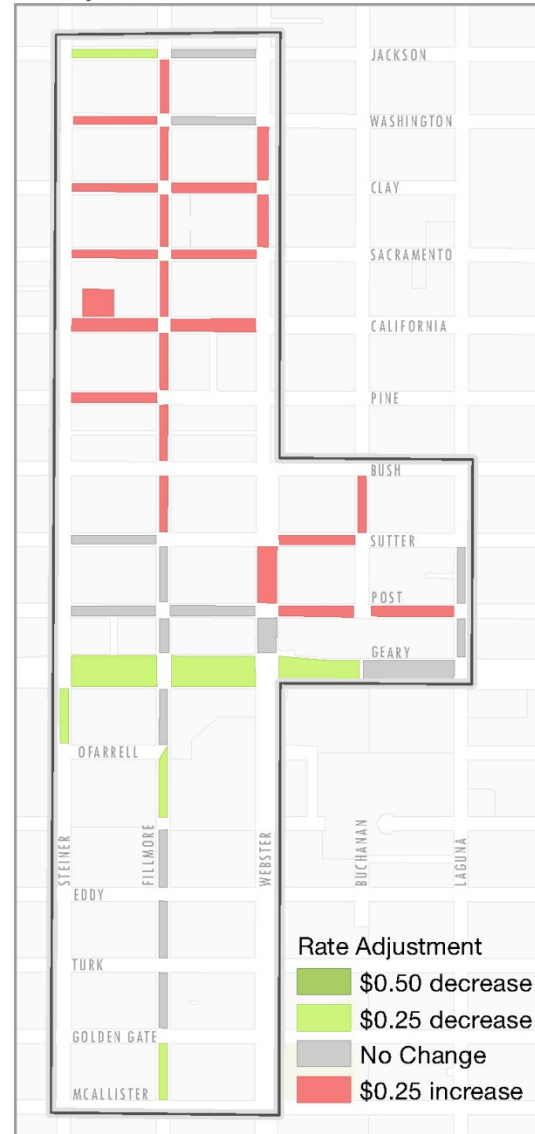 JACKSON
WASHINGTON
CLAY
SACRAMENTO
CALIFORNIA
PINE
BUSH
SUTTER
POST
GEARY
OFARRELL
STEINER
FILLMORE
WEBSTER
BUCHANAN
LAGUNA
EDDY
TURK
GOLDEN GATE
MCALLISTER
Rate Adjustment
$0.50 decrease
$0.25 decrease
No Change
$0.25 increase